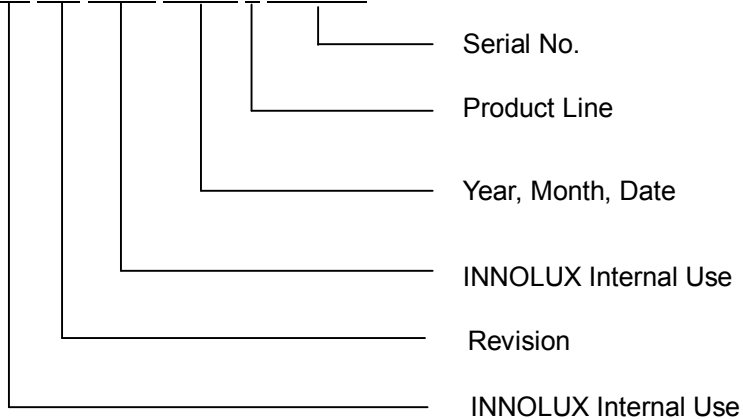 Serial No.
Product Line
Year, Month, Date
INNOLUX Internal Use
Revision
INNOLUX Internal Use